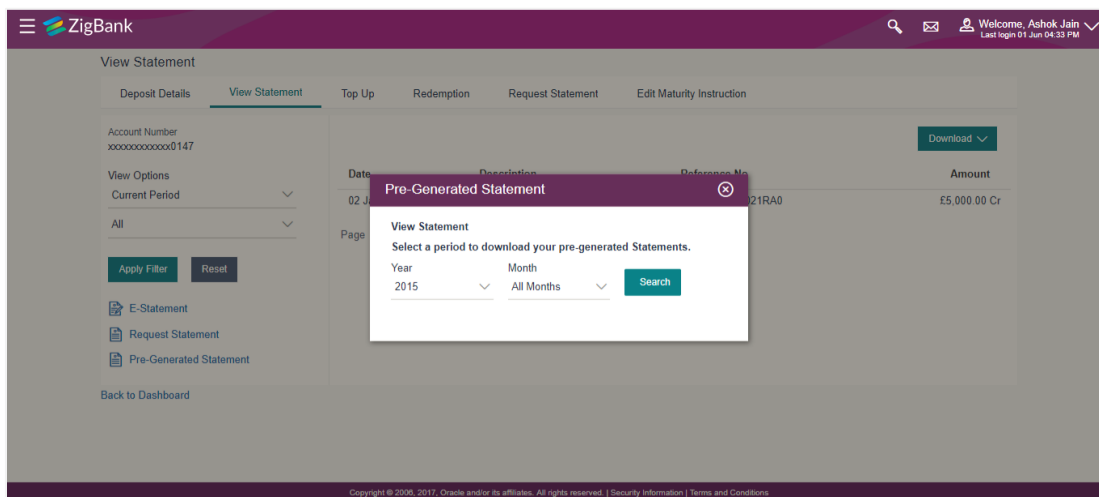 ZigBank
Welcome, Ashok Jain
Last login 01 Jun 04:33 PM
View Statement
Deposit Details View Statement Top Up Redemption Request Statement Edit Maturity Instruction
Account Number
xxxxxxxxxxxx0147
Download
View Options
Current Period
All
Apply Filter Reset
E-Statement
Request Statement
Pre-Generated Statement
Back to Dashboard
Date Description Reference No Amount
02 21RA0 £5,000.00 Cr
Page
Pre-Generated Statement
View Statement
Select a period to download your pre-generated Statements.
Year Month
2015 All Months Search
Copyright © 2006, 2017, Oracle and/or its affiliates. All rights reserved. | Security Information | Terms and Conditions